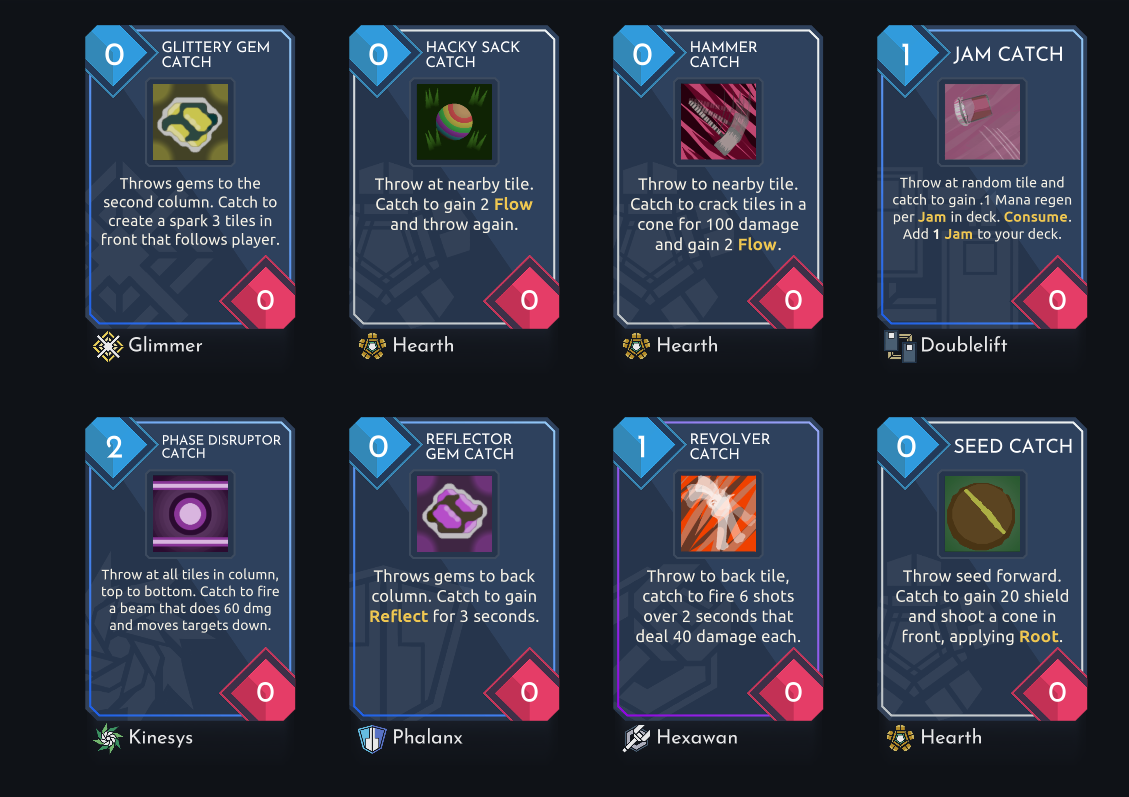 0
GLITTERY GEM
CATCH
Throws gems to the
second column. Catch to
create a spark 3 tiles in
front that follows player.
0
Glimmer
0
HACKY SACK
CATCH
Throw at nearby tile.
Catch to gain 2 Flow
and throw again.
0
Hearth
0
HAMMER
CATCH
Throw to nearby tile.
Catch to crack tiles in a
cone for 100 damage
and gain 2 Flow.
0
Hearth
1
JAM CATCH
Throw at random tile and
catch to gain .1 Mana regen
per Jam in deck. Consume.
Add 1 Jam to your deck.
0
Doublelift
2
PHASE DISRUPTOR
CATCH
Throw at all tiles in column,
top to bottom. Catch to fire
a beam that does 60 dmg
and moves targets down.
0
Kinesys
0
REFLECTOR
GEM CATCH
Throws gems to back
column. Catch to gain
Reflect for 3 seconds.
0
Phalanx
1
REVOLVER
CATCH
Throw to back tile,
catch to fire 6 shots
over 2 seconds that
deal 40 damage each.
0
Hexawan
0
SEED CATCH
Throw seed forward.
Catch to gain 20 shield
and shoot a cone in
front, applying Root.
0
Hearth